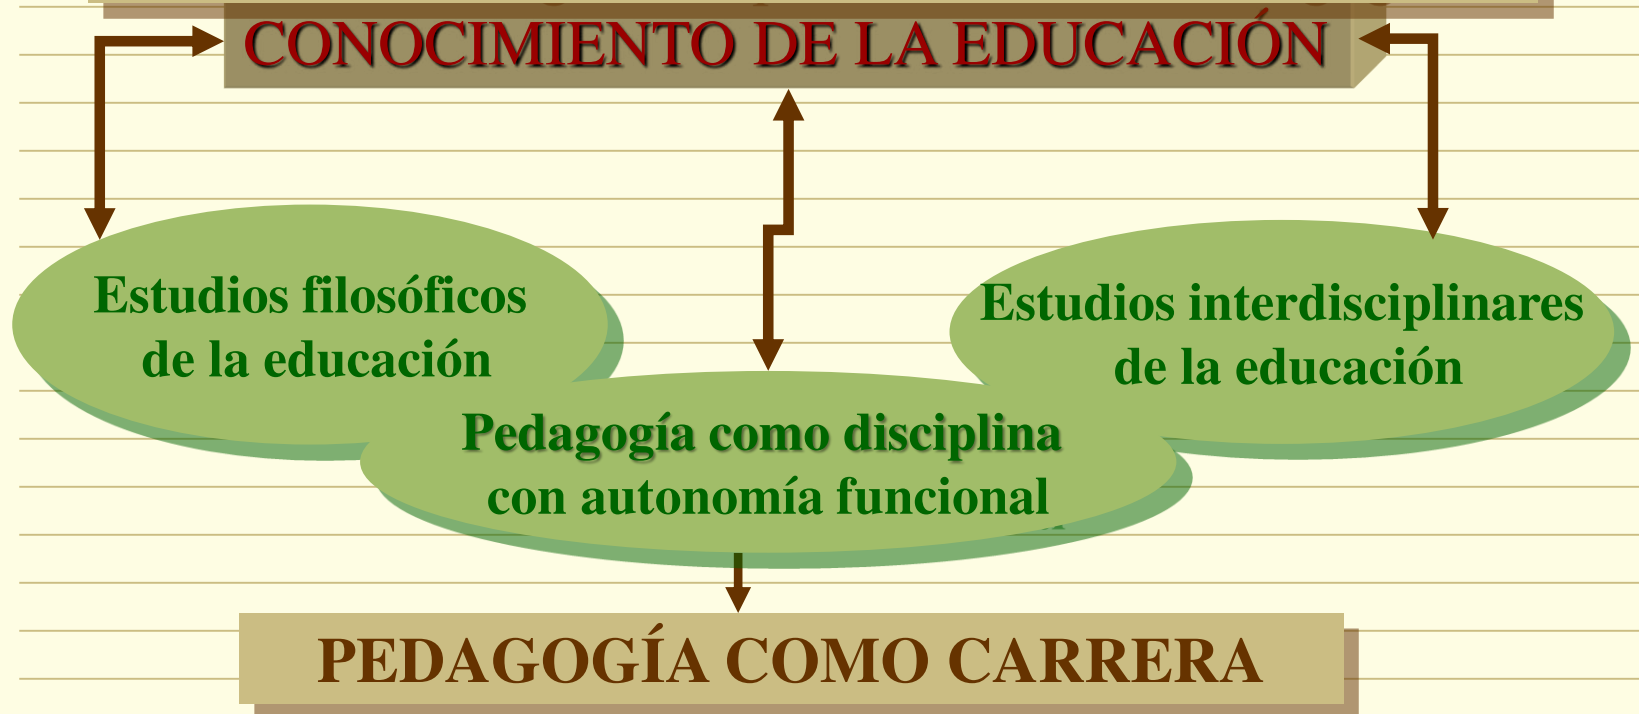 CONOCIMIENTO DE LA EDUCACIÓN
Estudios filosóficos
de la educación
Estudios interdisciplinares
de la educación
Pedagogía como disciplina
con autonomía funcional
PEDAGOGÍA COMO CARRERA